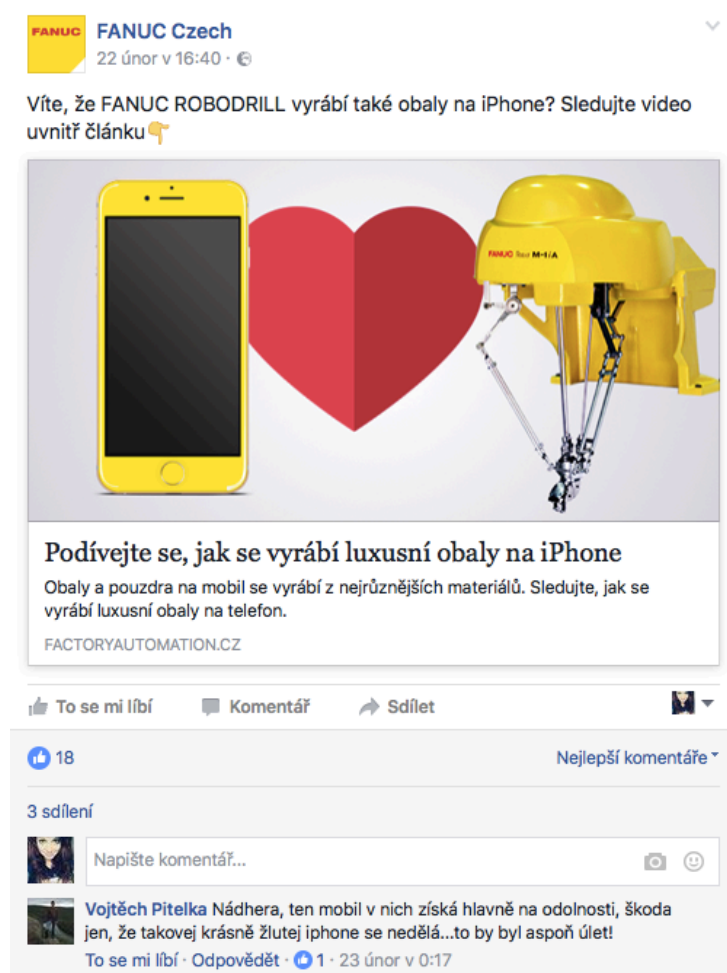 FANUC
FANUC Czech
22 únor v 16:40 ·
Víte, že FANUC ROBODRILL vyrábí také obaly na iPhone? Sledujte video
uvnitř článku👇
FANUC Robot M-1iA
Podívejte se, jak se vyrábí luxusní obaly na iPhone
Obaly a pouzdra na mobil se vyrábí z nejrůznějších materiálů. Sledujte, jak se
vyrábí luxusní obaly na telefon.
FACTORYAUTOMATION.CZ
To se mi líbí Komentář Sdílet
18 Nejlepší komentáře
3 sdílení
Napište komentář...
Vojtěch Pitelka Nádhera, ten mobil v nich získá hlavně na odolnosti, škoda
jen, že takovej krásně žlutej iphone se nedělá...to by byl aspoň úlet!
To se mi líbí · Odpovědět · 1 · 23 únor v 0:17